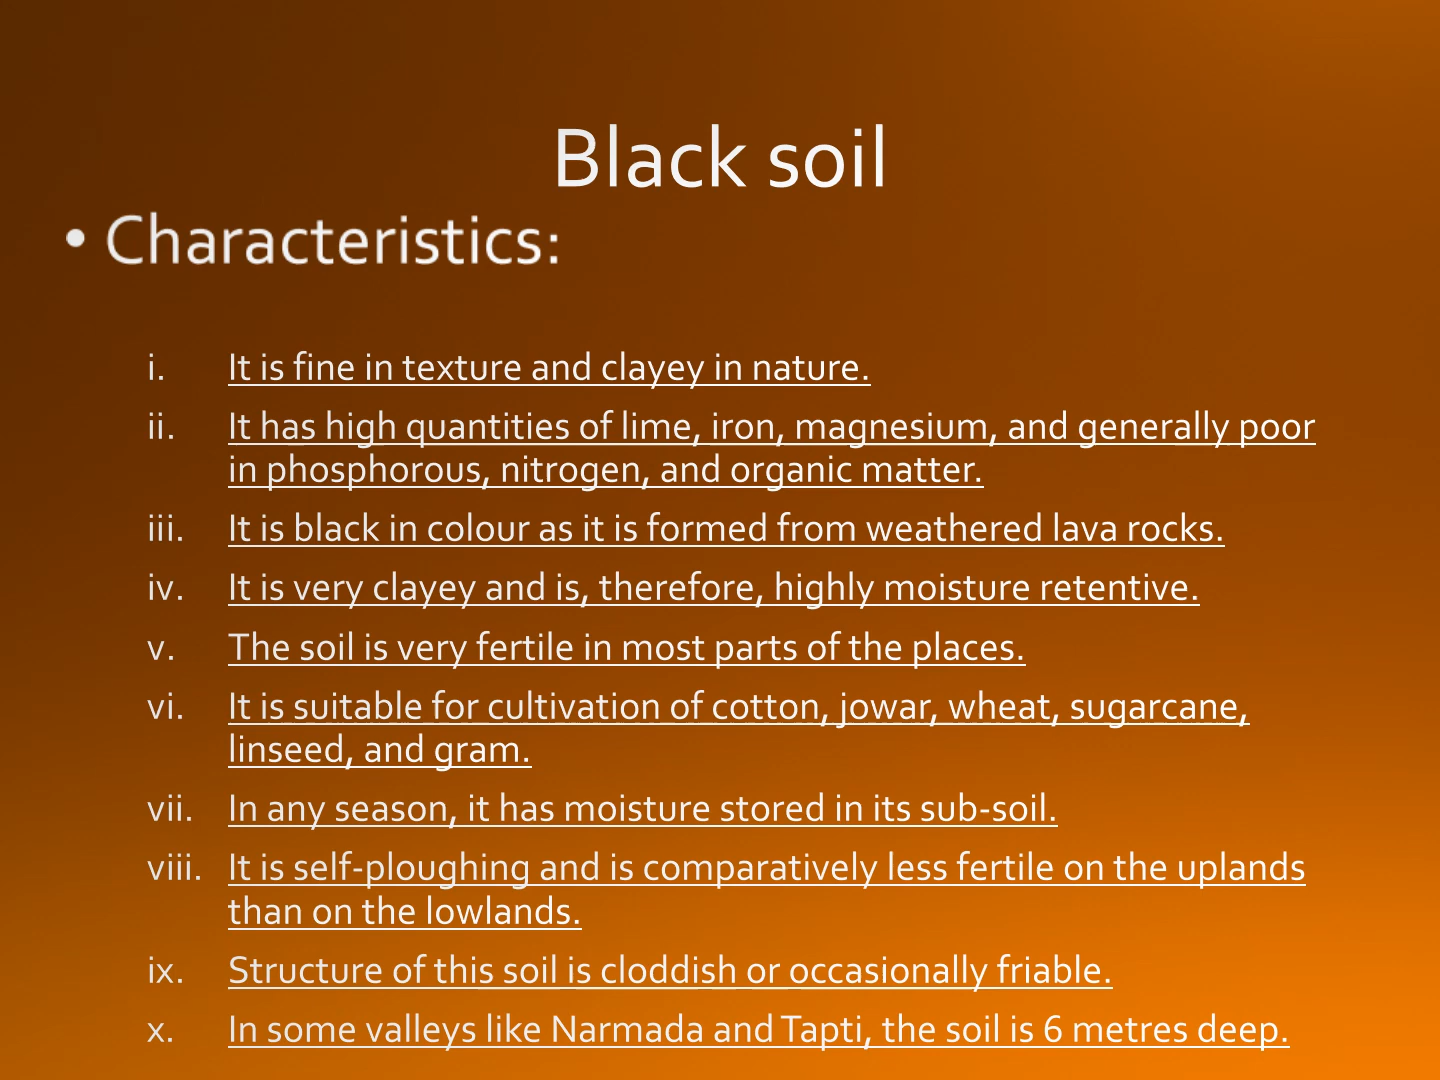 Black soil
• Characteristics:
i. It is fine in texture and clayey in nature.
ii. It has high quantities of lime, iron, magnesium, and generally poor
in phosphorous, nitrogen, and organic matter.
iii. It is black in colour as it is formed from weathered lava rocks.
iv. It is very clayey and is, therefore, highly moisture retentive.
v. The soil is very fertile in most parts of the places.
vi. It is suitable for cultivation of cotton, jowar, wheat, sugarcane,
linseed, and gram.
vii. In any season, it has moisture stored in its sub-soil.
viii. It is self-ploughing and is comparatively less fertile on the uplands
than on the lowlands.
ix. Structure of this soil is cloddish or occasionally friable.
x. In some valleys like Narmada and Tapti, the soil is 6 metres deep.